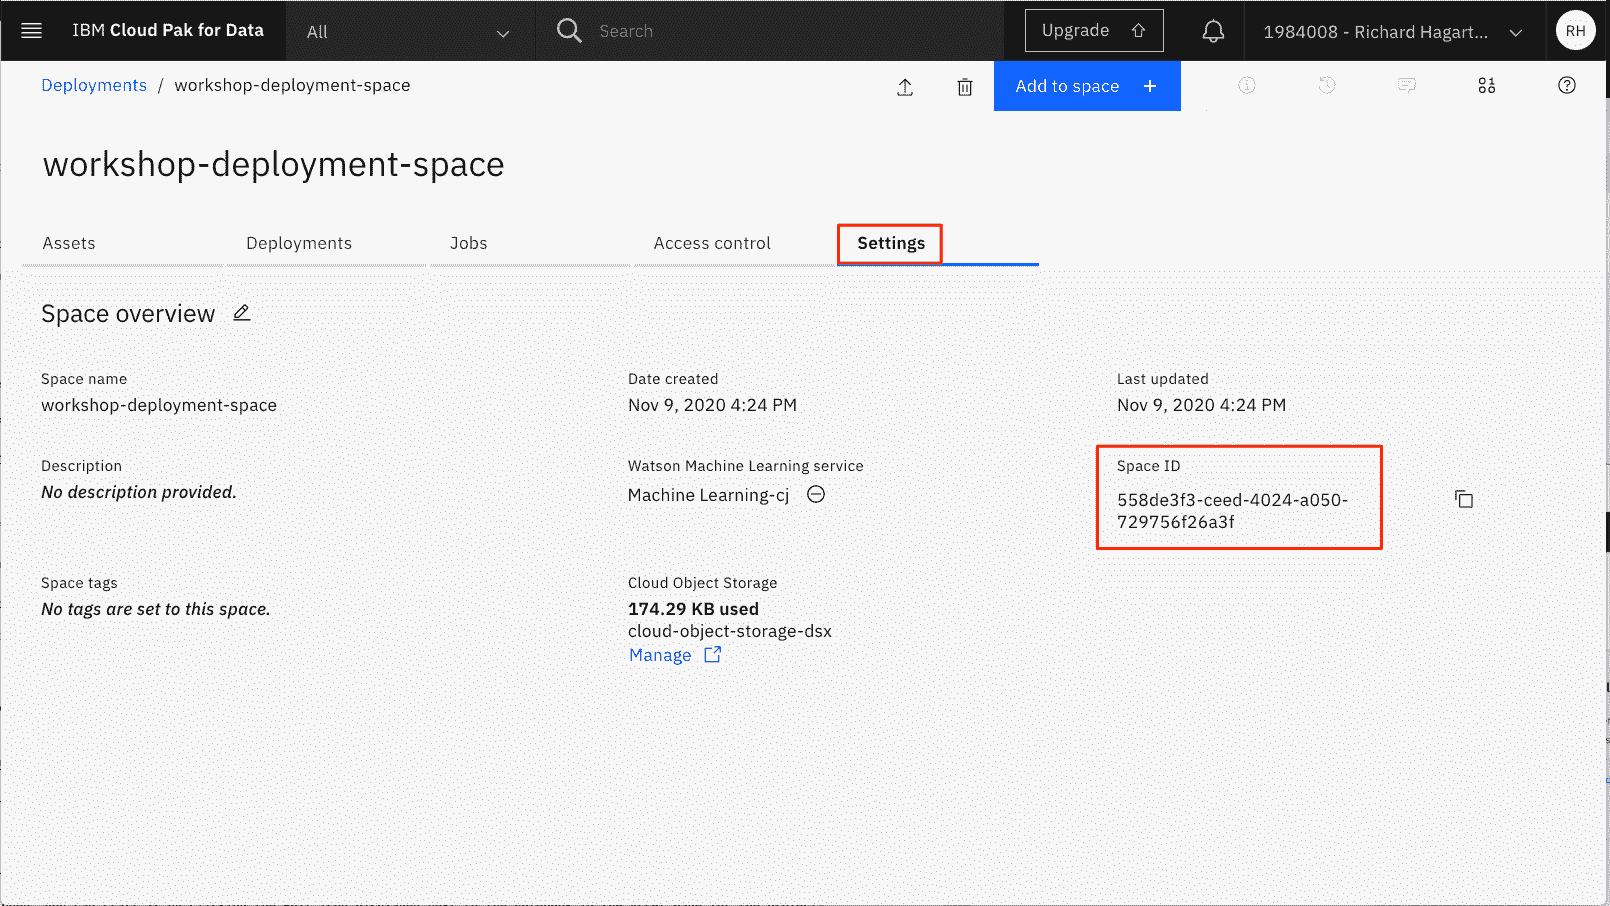 IBM Cloud Pak for Data
All
Search
Upgrade
1984008 - Richard Hagart...
RH
Deployments / workshop-deployment-space
Add to space +
workshop-deployment-space
Assets
Deployments
Jobs
Access control
Settings
Space overview
Space name
workshop-deployment-space
Date created
Nov 9, 2020 4:24 PM
Last updated
Nov 9, 2020 4:24 PM
Description
No description provided.
Watson Machine Learning service
Machine Learning-cj
Space ID
558de3f3-ceed-4024-a050-
729756f26a3f
Space tags
No tags are set to this space.
Cloud Object Storage
174.29 KB used
cloud-object-storage-dsx
Manage